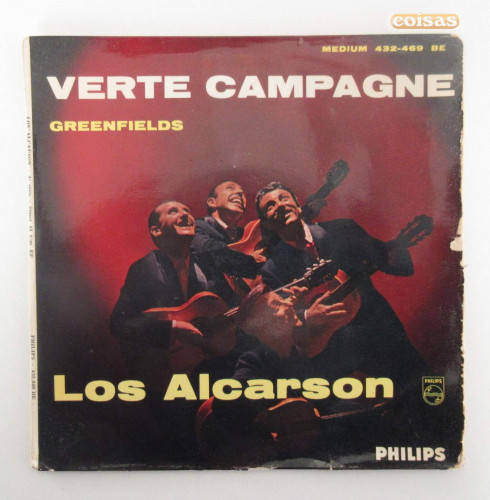 coisas
MEDIUM 432-469 BE
VERTE CAMPAGNE
GREENFIELDS
Los Alcarson
PHILIPS
PHILIPS